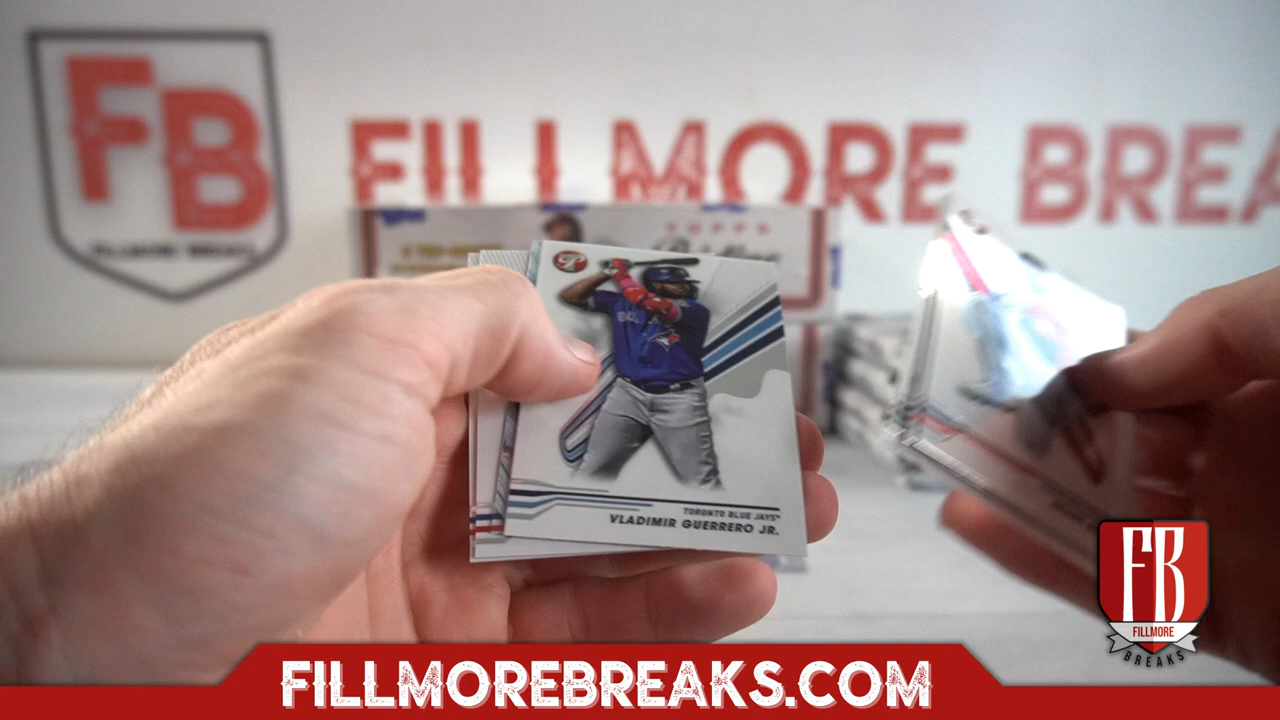 FB
FILLMORE BREAKS
FILLMORE BREA
TOPPS
P
TORONTO BLUE JAYS
VLADIMIR GUERRERO JR.
FB
FILLMORE
BREAKS
FILLMOREBREAKS.COM